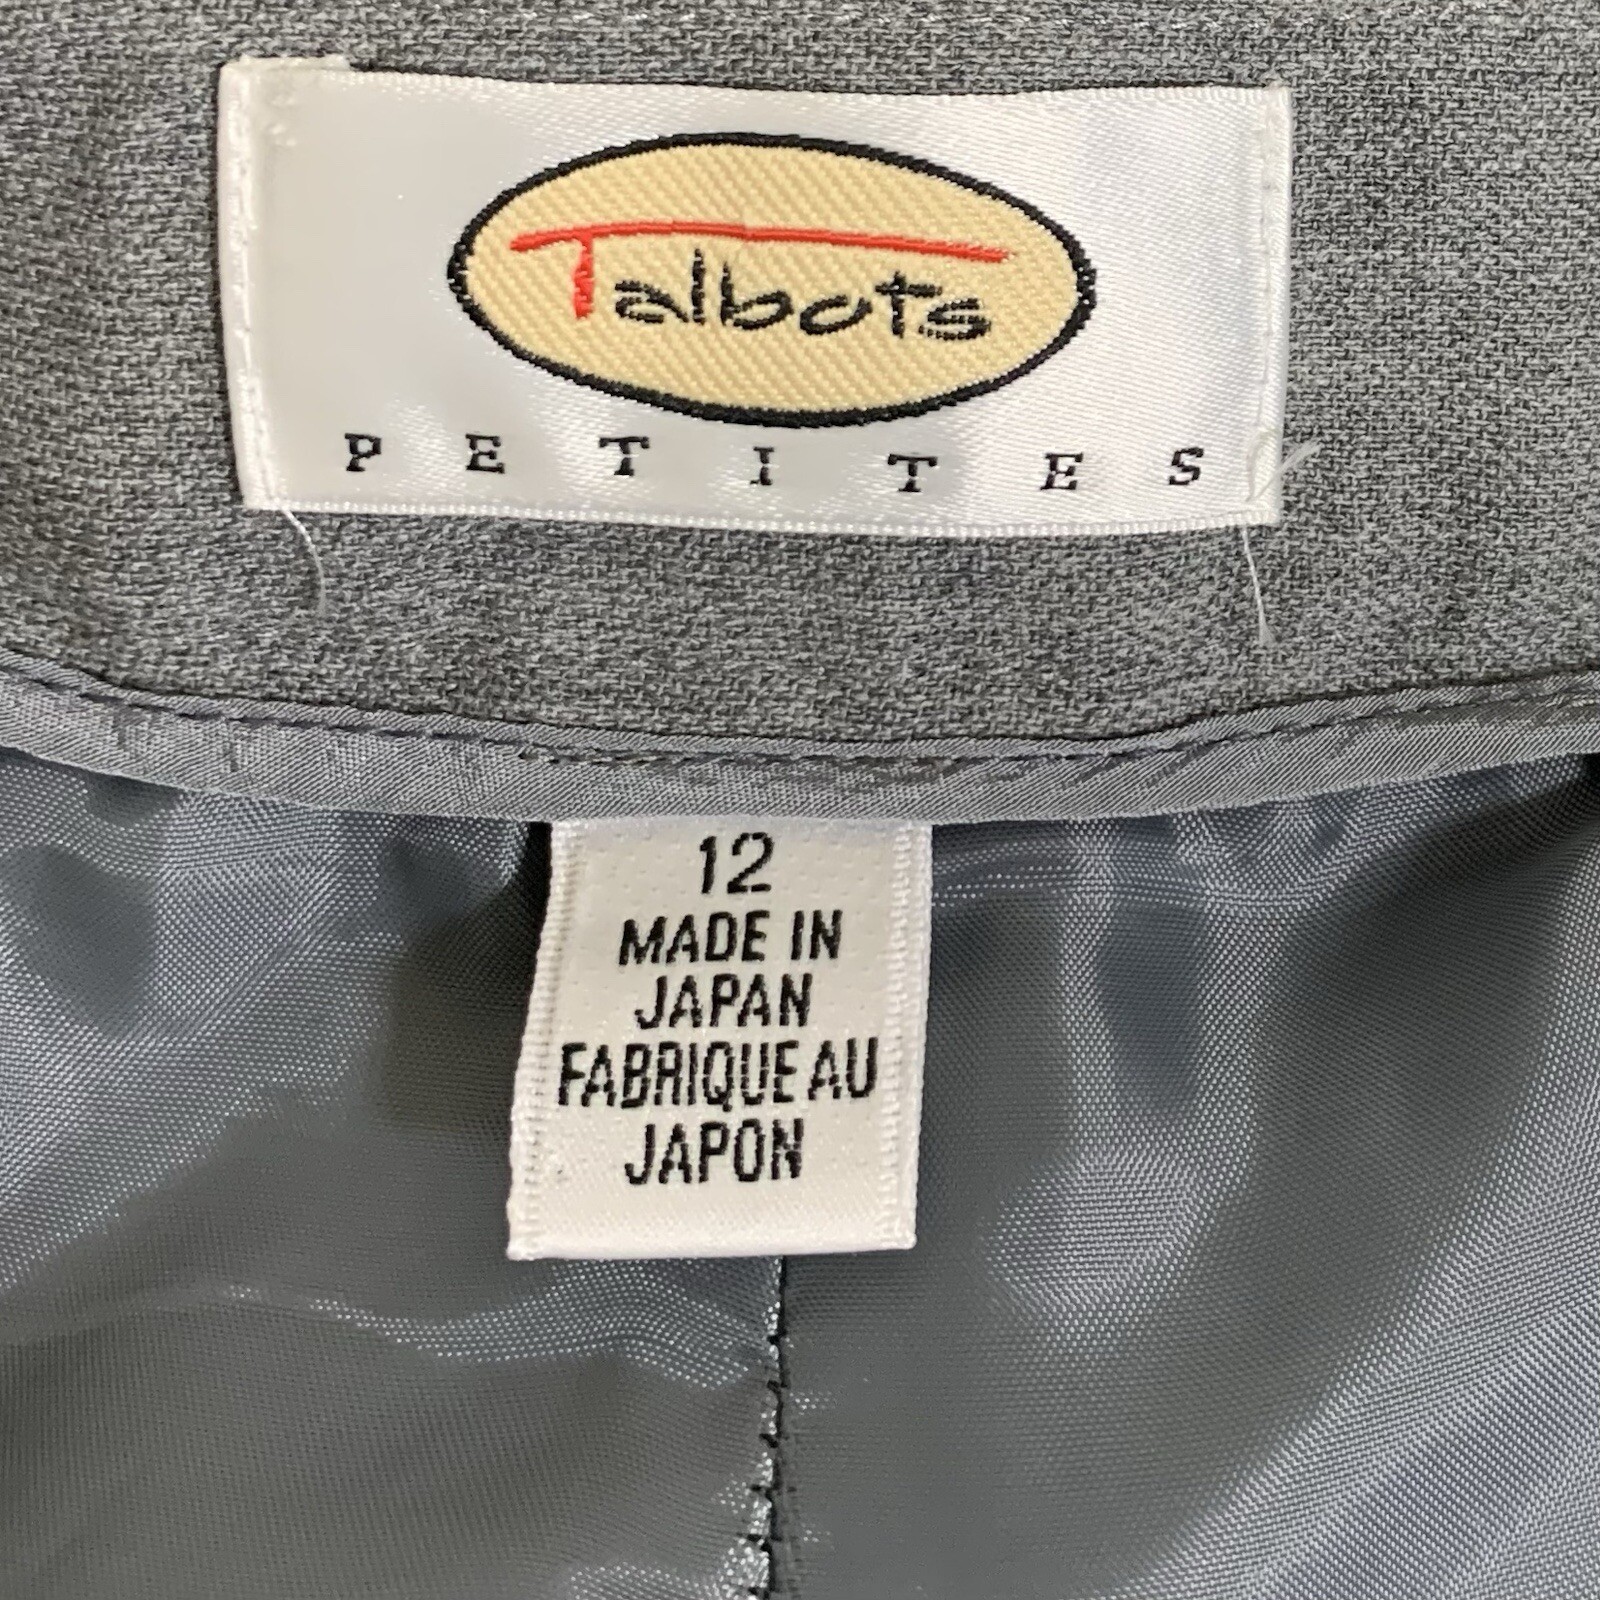 Talbots
PETITES
12
MADE IN
JAPAN
FABRIQUE AU
JAPON